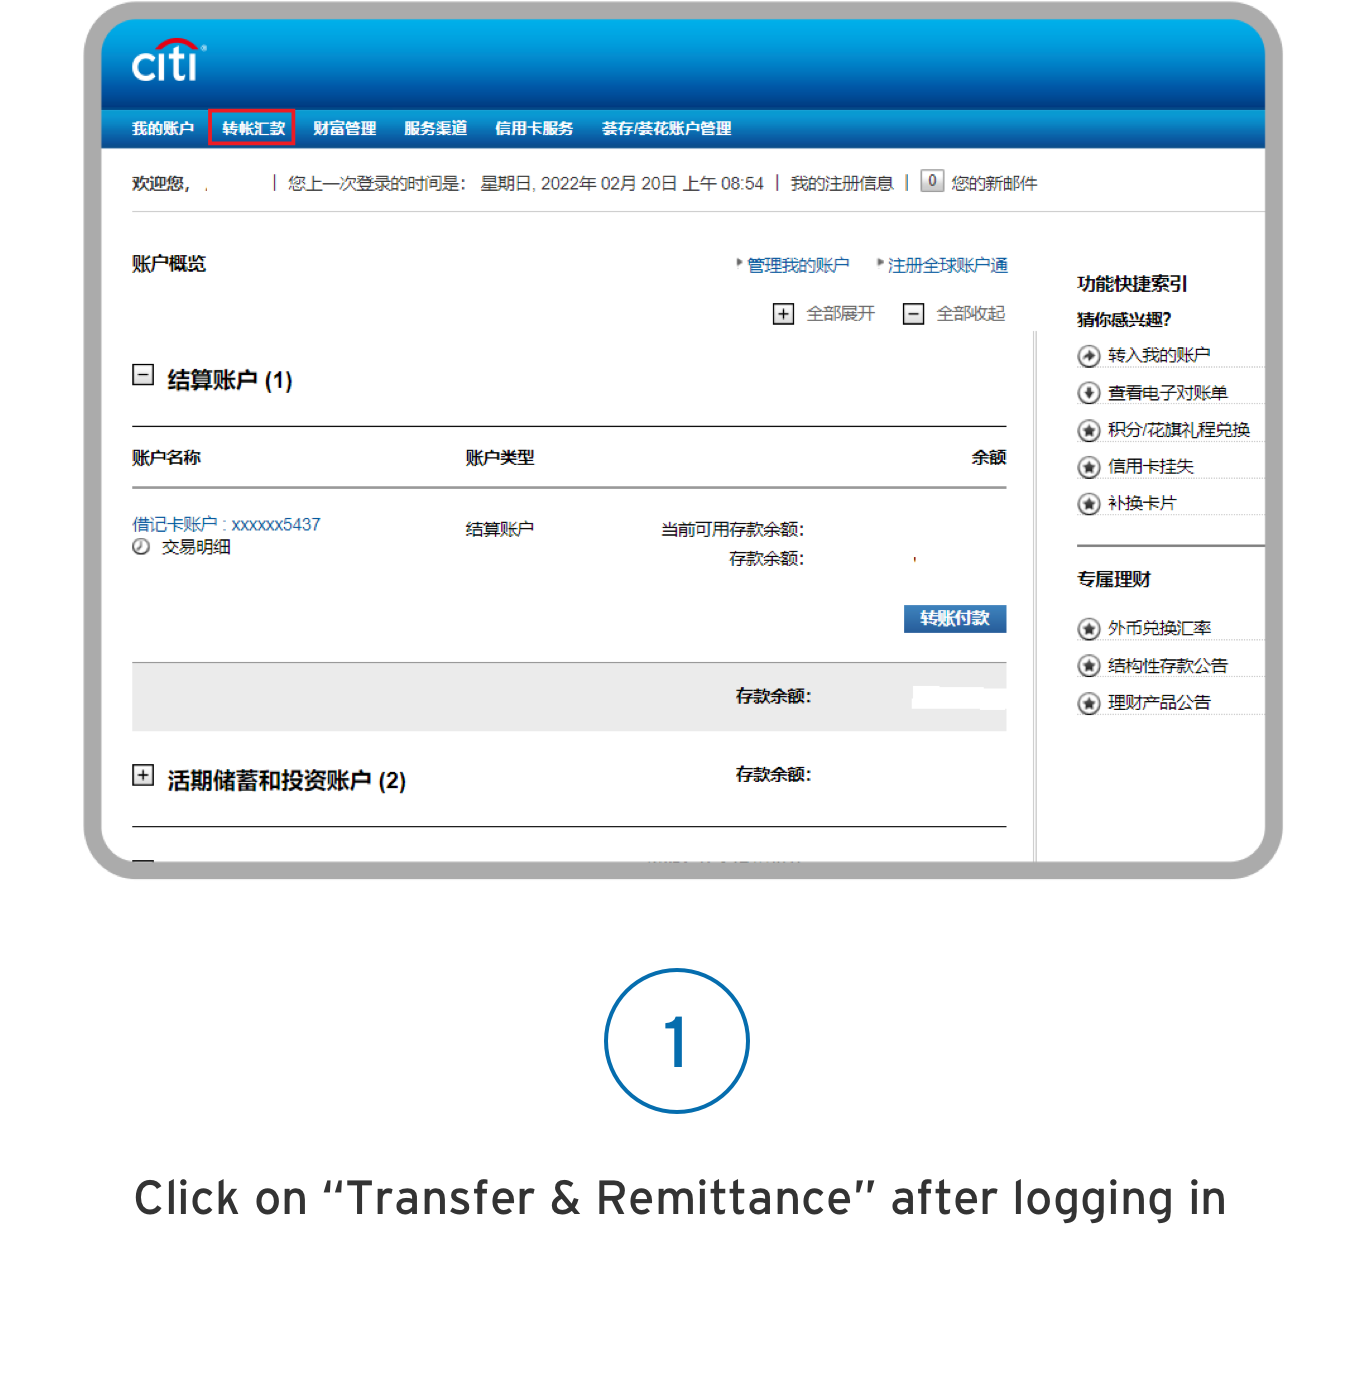 citi
我的账户 转帐汇款 财富管理 服务渠道 信用卡服务 荟存/荟花账户管理
欢迎您, | 您上一次登录的时间是: 星期日, 2022年 02月 20日 上午 08:54 | 我的注册信息 | 0 您的新邮件
账户概览
管理我的账户 注册全球账户通
全部展开 全部收起
结算账户 (1)
账户名称 账户类型 余额
借记卡账户 : xxxxxx5437 结算账户 当前可用存款余额:
交易明细 存款余额:
转账付款
存款余额:
活期储蓄和投资账户 (2) 存款余额:
功能快捷索引
猜你感兴趣?
转入我的账户
查看电子对账单
积分/花旗礼程兑换
信用卡挂失
补换卡片
专属理财
外币兑换汇率
结构性存款公告
理财产品公告
1
Click on “Transfer & Remittance” after logging in